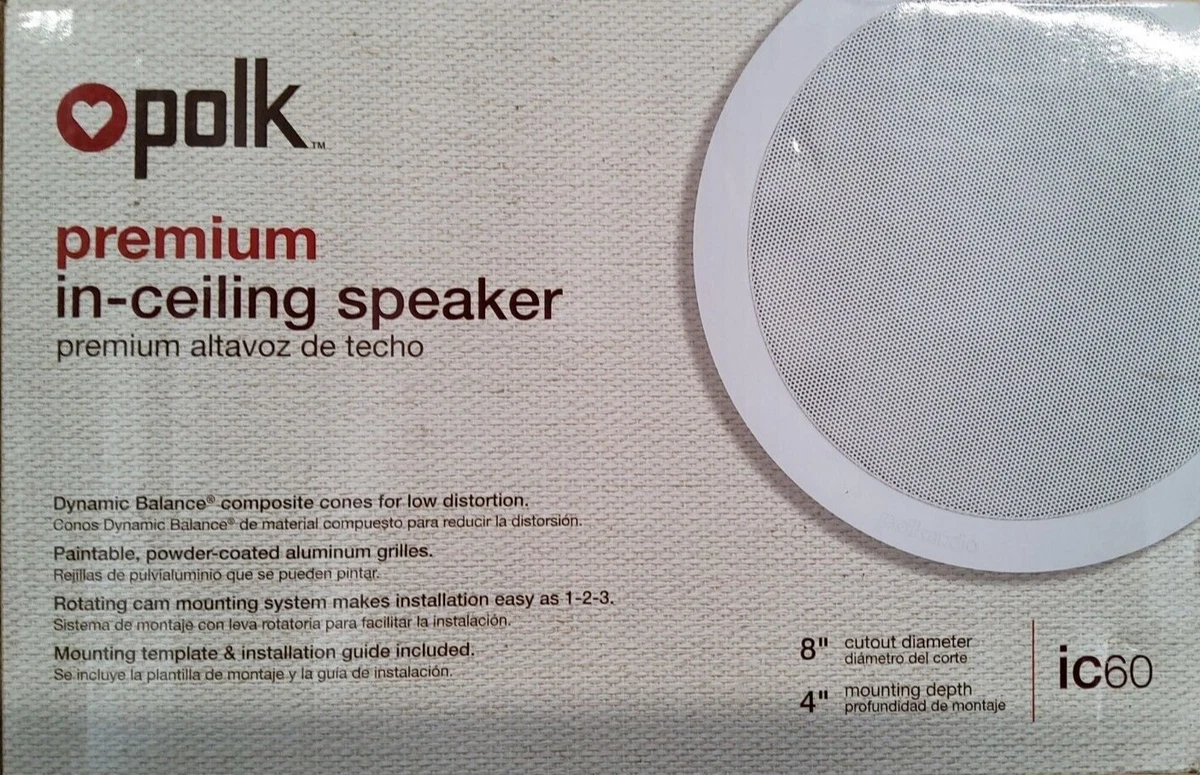 polk™
premium
in-ceiling speaker
premium altavoz de techo
Dynamic Balance® composite cones for low distortion.
Conos Dynamic Balance® de material compuesto para reducir la distorsión.
Paintable, powder-coated aluminum grilles.
Rejillas de pulvialuminio que se pueden pintar.
Rotating cam mounting system makes installation easy as 1-2-3.
Sistema de montaje con leva rotatoria para facilitar la instalación.
Mounting template & installation guide included.
Se incluye la plantilla de montaje y la guía de instalación.
polkaudio
8" cutout diameter
diámetro del corte
4" mounting depth
profundidad de montaje
ic60